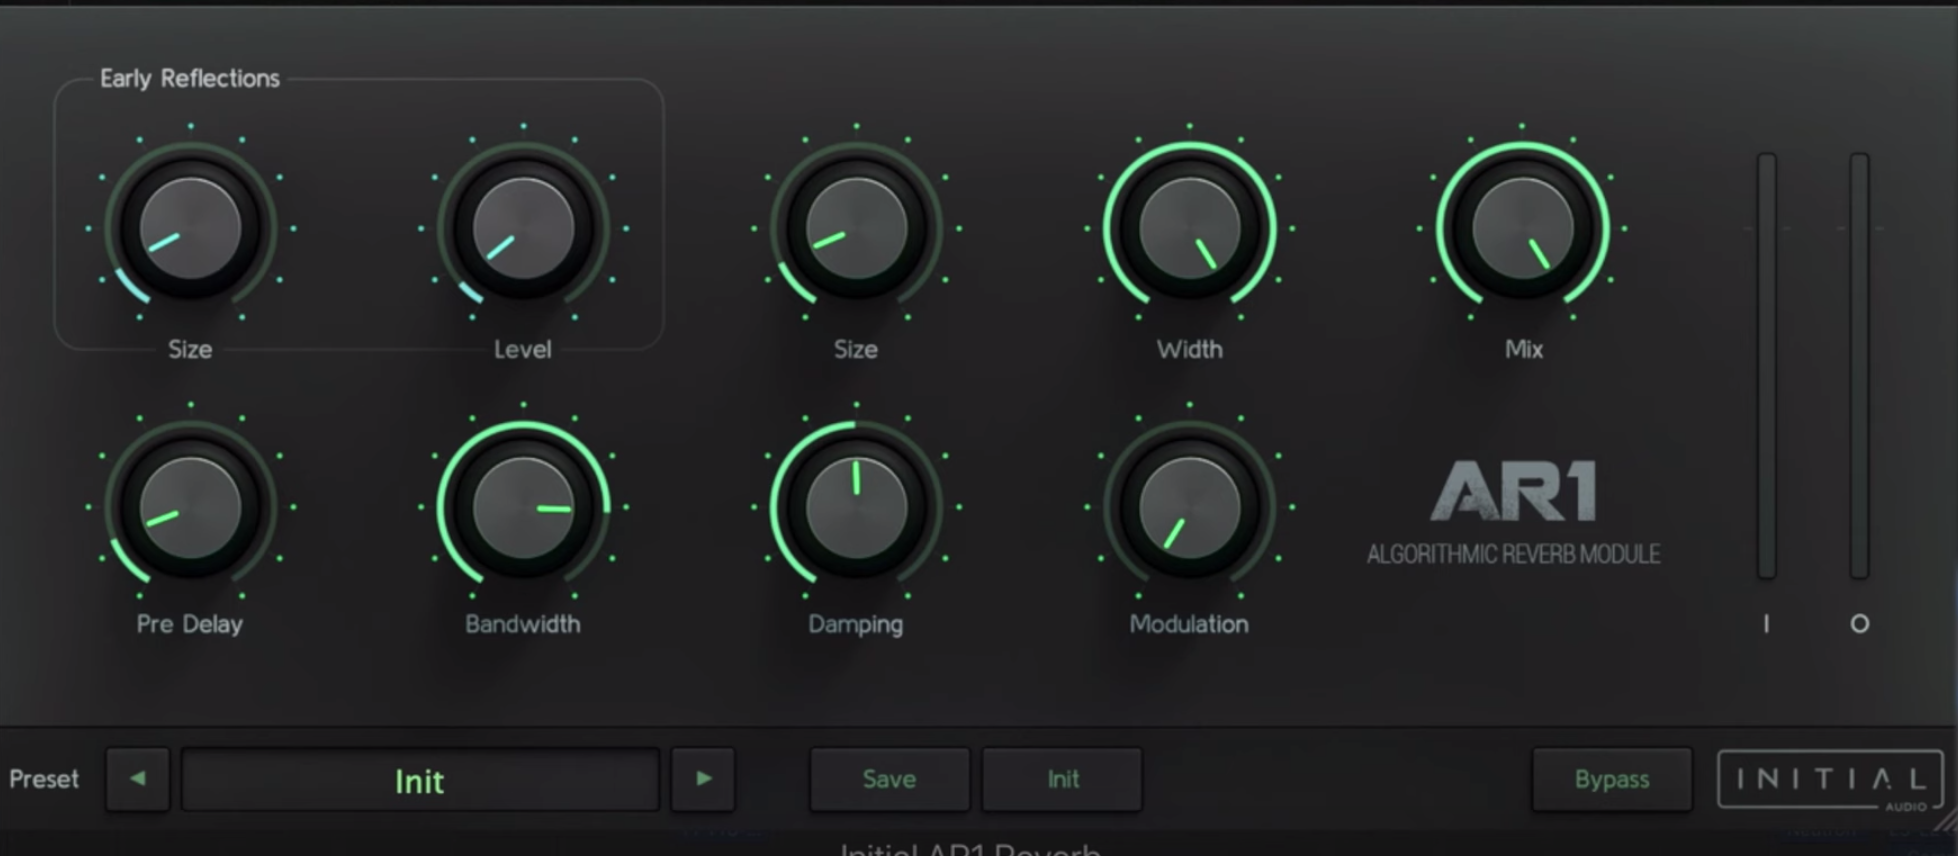 Early Reflections
Size
Level
Size
Width
Mix
Pre Delay
Bandwidth
Damping
Modulation
AR1
ALGORITHMIC REVERB MODULE
I
O
Preset
Init
Save
Init
Bypass
INITIAL
AUDIO
Initial AR1 Reverb